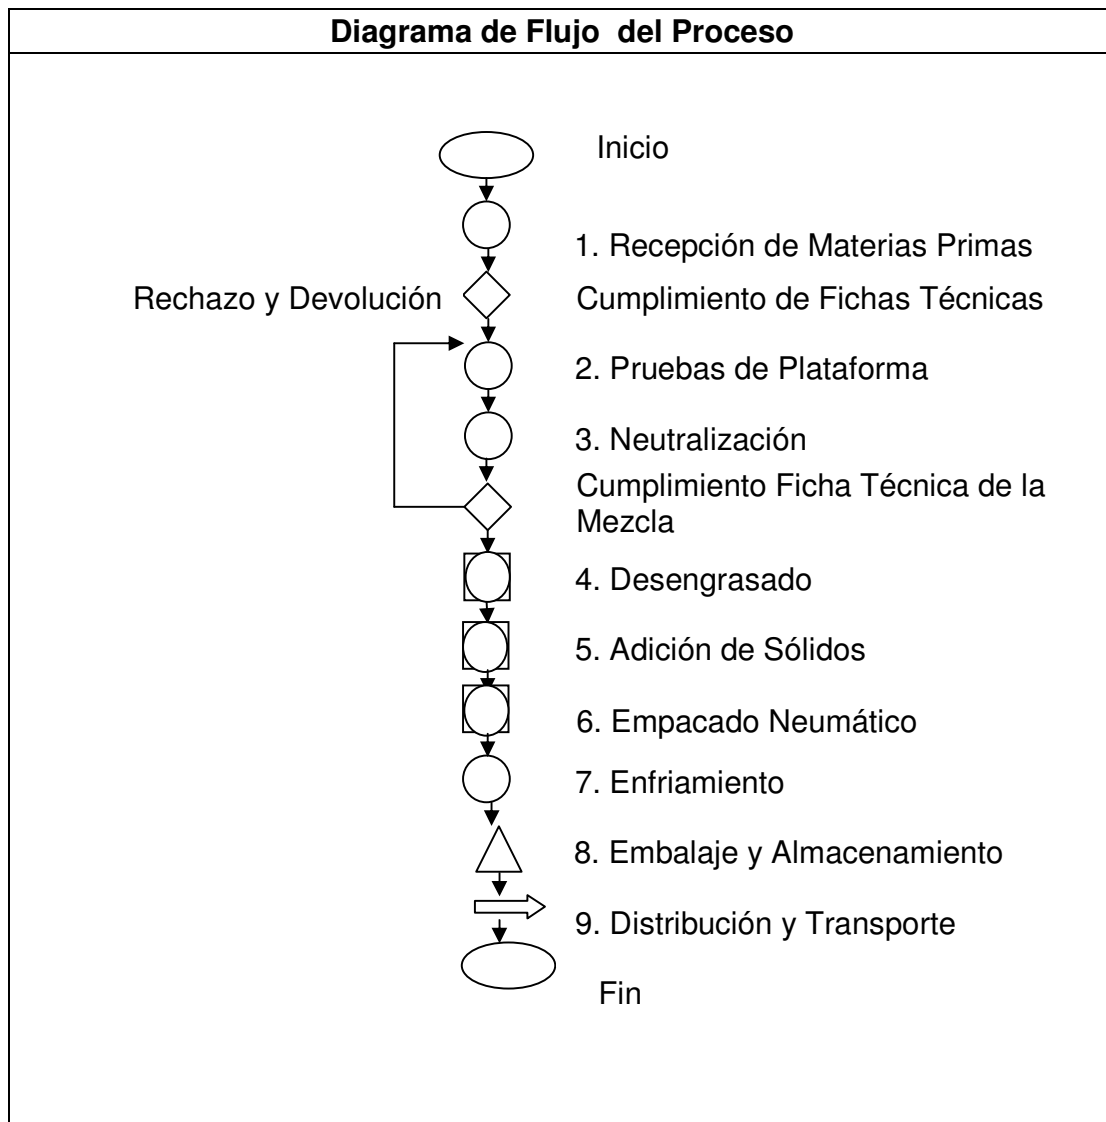 Diagrama de Flujo del Proceso
Inicio
1. Recepción de Materias Primas
Rechazo y Devolución
Cumplimiento de Fichas Técnicas
2. Pruebas de Plataforma
3. Neutralización
Cumplimiento Ficha Técnica de la
Mezcla
4. Desengrasado
5. Adición de Sólidos
6. Empacado Neumático
7. Enfriamiento
8. Embalaje y Almacenamiento
9. Distribución y Transporte
Fin